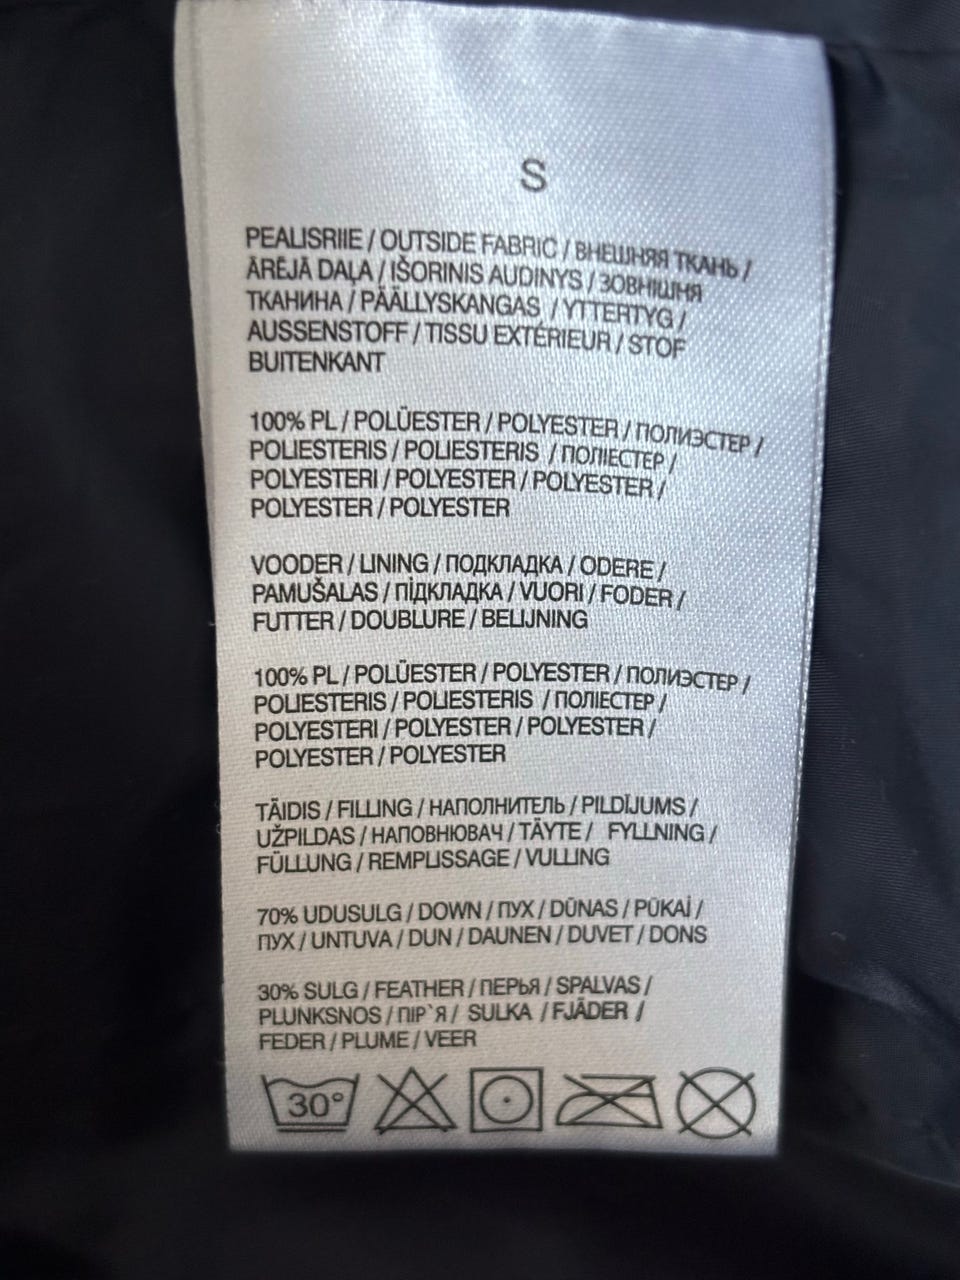 S
PEALISRIIE / OUTSIDE FABRIC / ВНЕШНЯЯ ТКАНЬ /
ĀRĒJĀ DAĻA / IŠORINIS AUDINYS / ЗОВНІШНЯ
ТКАНИНА / PÄÄLLYSKANGAS / YTTERTYG /
AUSSENSTOFF / TISSU EXTÉRIEUR / STOF
BUITENKANT
100% PL / POLÜESTER / POLYESTER / ПОЛИЭСТЕР /
POLIESTERIS / POLIESTERIS / ПОЛІЕСТЕР /
POLYESTERI / POLYESTER / POLYESTER /
POLYESTER / POLYESTER
VOODER / LINING / ПОДКЛАДКА / ODERE /
PAMUŠALAS / ПІДКЛАДКА / VUORI / FODER /
FUTTER / DOUBLURE / BELIJNING
100% PL / POLÜESTER / POLYESTER / ПОЛИЭСТЕР /
POLIESTERIS / POLIESTERIS / ПОЛІЕСТЕР /
POLYESTERI / POLYESTER / POLYESTER /
POLYESTER / POLYESTER
TÄIDIS / FILLING / НАПОЛНИТЕЛЬ / PILDĪJUMS /
UŽPILDAS / НАПОВНЮВАЧ / TÄYTE / FYLLNING /
FÜLLUNG / REMPLISSAGE / VULLING
70% UDUSULG / DOWN / ПУХ / DŪNAS / PŪKAI /
ПУХ / UNTUVA / DUN / DAUNEN / DUVET / DONS
30% SULG / FEATHER / ПЕРЬЯ / SPALVAS /
PLUNKSNOS / ПІР`Я / SULKA / FJÄDER /
FEDER / PLUME / VEER
30°